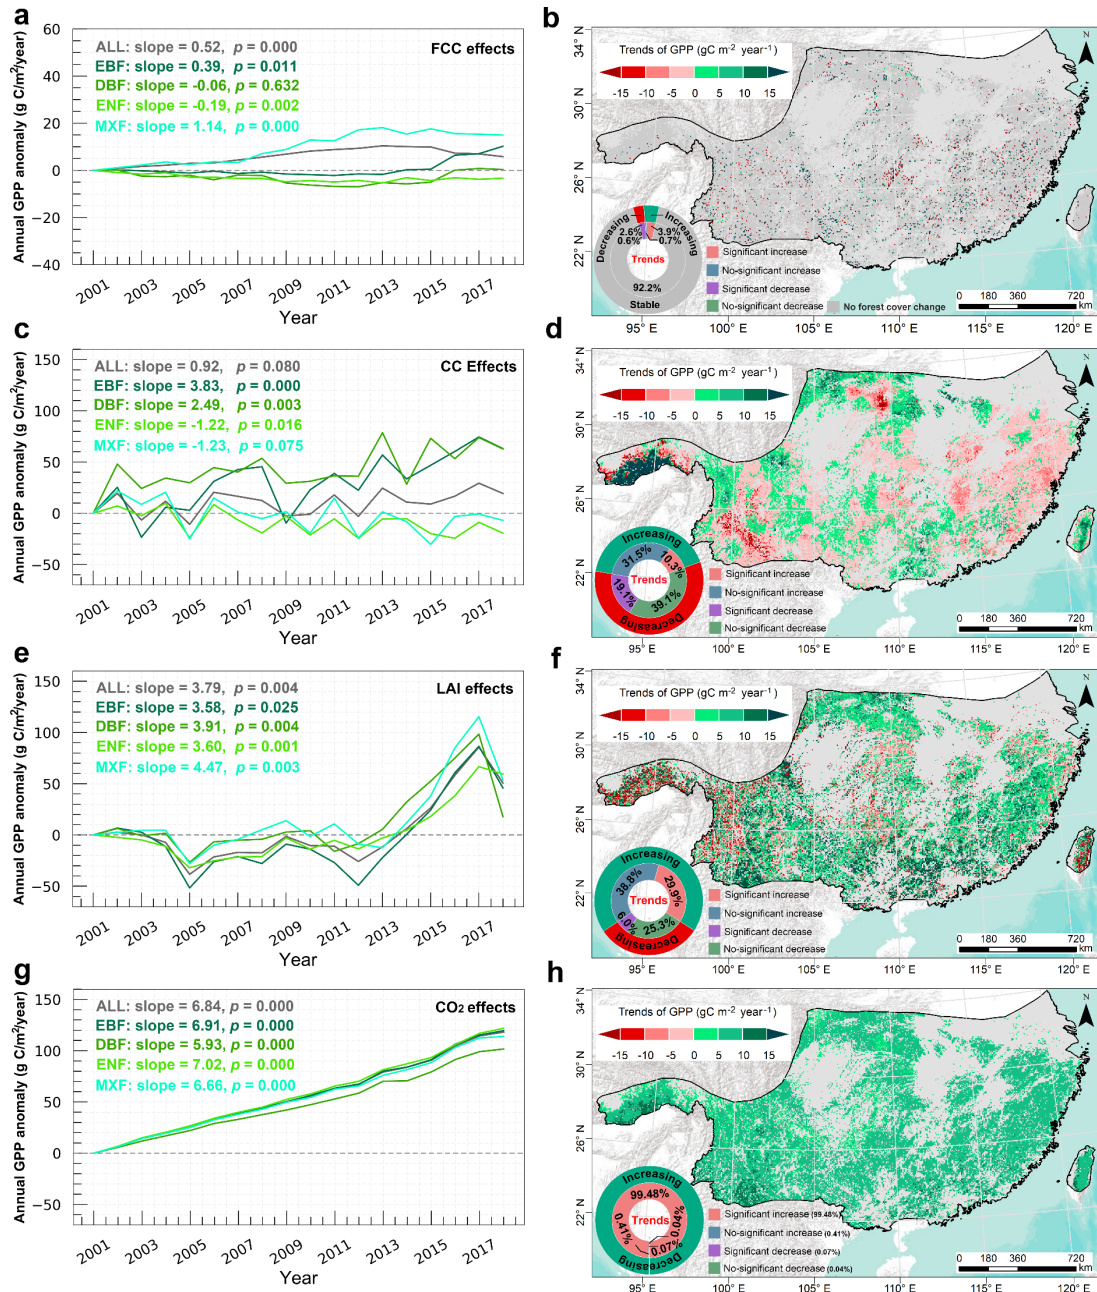 a
60
40
20
0
−20
−40
Annual GPP anomaly (g C/m²/year)
ALL: slope = 0.52, p = 0.000
EBF: slope = 0.39, p = 0.011
DBF: slope = -0.06, p = 0.632
ENF: slope = -0.19, p = 0.002
MXF: slope = 1.14, p = 0.000
FCC effects
2001 2003 2005 2007 2009 2011 2013 2015 2017
Year
b
Trends of GPP (gC m⁻² year⁻¹)
-15 -10 -5 0 5 10 15
N
34° N
30° N
26° N
22° N
Decreasing
Increasing
2.6%
3.9%
0.6%
0.7%
Trends
92.2%
Stable
Significant increase
No-significant increase
Significant decrease
No-significant decrease
No forest cover change
0 180 360 720
km
95° E 100° E 105° E 110° E 115° E 120° E
c
150
100
50
0
−50
Annual GPP anomaly (g C/m²/year)
ALL: slope = 0.92, p = 0.080
EBF: slope = 3.83, p = 0.000
DBF: slope = 2.49, p = 0.003
ENF: slope = -1.22, p = 0.016
MXF: slope = -1.23, p = 0.075
CC Effects
2001 2003 2005 2007 2009 2011 2013 2015 2017
Year
d
Trends of GPP (gC m⁻² year⁻¹)
-15 -10 -5 0 5 10 15
N
34° N
30° N
26° N
22° N
Increasing
31.5%
10.3%
Trends
19.1%
39.1%
Decreasing
Significant increase
No-significant increase
Significant decrease
No-significant decrease
0 180 360 720
km
95° E 100° E 105° E 110° E 115° E 120° E
e
150
100
50
0
−50
Annual GPP anomaly (g C/m²/year)
ALL: slope = 3.79, p = 0.004
EBF: slope = 3.58, p = 0.025
DBF: slope = 3.91, p = 0.004
ENF: slope = 3.60, p = 0.001
MXF: slope = 4.47, p = 0.003
LAI effects
2001 2003 2005 2007 2009 2011 2013 2015 2017
Year
f
Trends of GPP (gC m⁻² year⁻¹)
-15 -10 -5 0 5 10 15
N
34° N
30° N
26° N
22° N
Increasing
38.8%
29.9%
Trends
6.0%
25.3%
Decreasing
Significant increase
No-significant increase
Significant decrease
No-significant decrease
0 180 360 720
km
95° E 100° E 105° E 110° E 115° E 120° E
g
150
100
50
0
−50
Annual GPP anomaly (g C/m²/year)
ALL: slope = 6.84, p = 0.000
EBF: slope = 6.91, p = 0.000
DBF: slope = 5.93, p = 0.000
ENF: slope = 7.02, p = 0.000
MXF: slope = 6.66, p = 0.000
CO₂ effects
2001 2003 2005 2007 2009 2011 2013 2015 2017
Year
h
Trends of GPP (gC m⁻² year⁻¹)
-15 -10 -5 0 5 10 15
N
34° N
30° N
26° N
22° N
Increasing
99.48%
Trends
0.41%
0.04%
0.07%
Decreasing
Significant increase (99.48%)
No-significant increase (0.41%)
Significant decrease (0.07%)
No-significant decrease (0.04%)
0 180 360 720
km
95° E 100° E 105° E 110° E 115° E 120° E